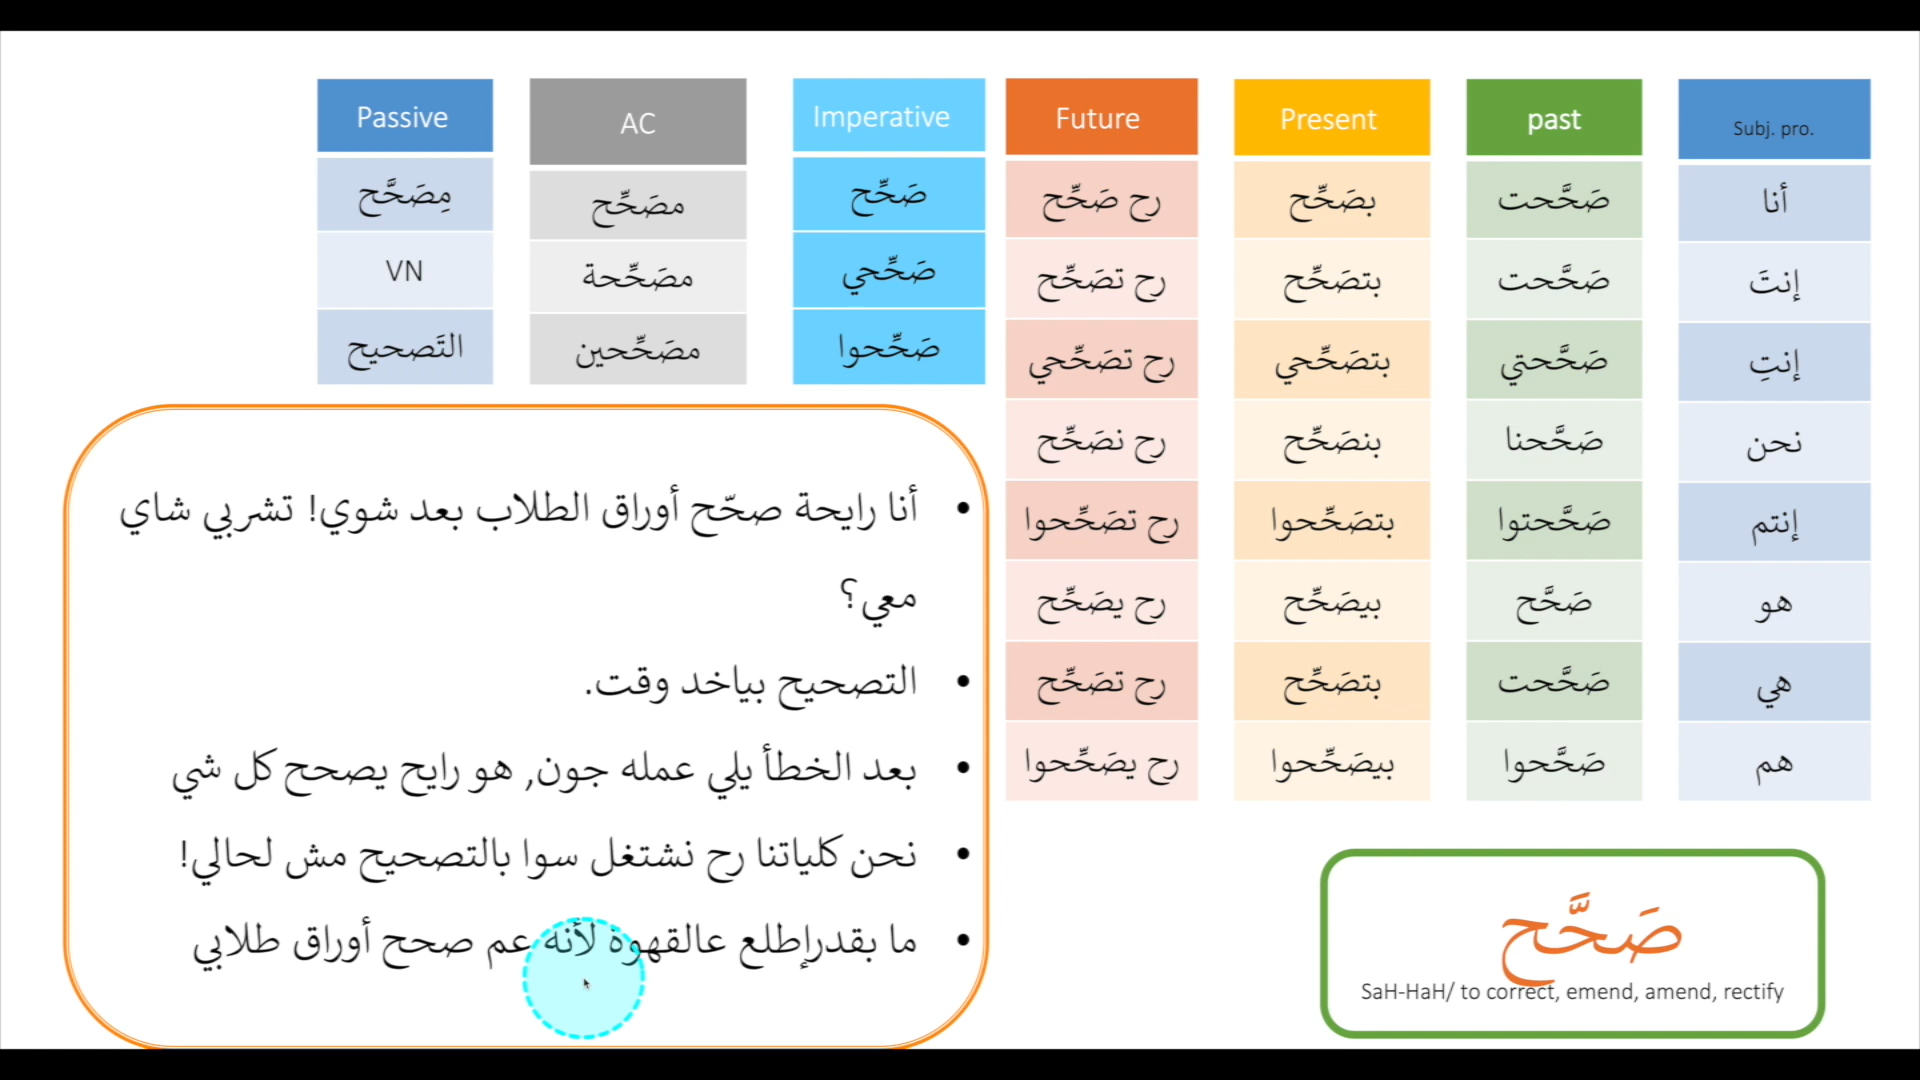 Passive
مِصَحَّح
VN
التَصحيح
AC
مصَحِّح
مصَحِّحة
مصَحِّحين
Imperative
صَحِّح
صَحِّحي
صَحِّحوا
Future
رح صَحِّح
رح تصَحِّح
رح تصَحِّحي
رح نصَحِّح
رح تصَحِّحوا
رح يصَحِّح
رح تصَحِّح
رح يصَحِّحوا
Present
بصَحِّح
بتصَحِّح
بتصَحِّحي
بنصَحِّح
بتصَحِّحوا
بيصَحِّح
بتصَحِّح
بيصَحِّحوا
past
صَحَّحت
صَحَّحت
صَحَّحتي
صَحَّحنا
صَحَّحتوا
صَحَّح
صَحَّحت
صَحَّحوا
Subj. pro.
أنا
إنتَ
إنتِ
نحن
إنتم
هو
هي
هم
• أنا رايحة صحّح أوراق الطلاب بعد شوي! تشربي شاي
معي؟
• التصحيح بياخد وقت.
• بعد الخطأ يلي عمله جون, هو رايح يصحح كل شي
• نحن كلياتنا رح نشتغل سوا بالتصحيح مش لحالي!
• ما بقدرإطلع عالقهوة لأنه عم صحح أوراق طلابي
صَحَّح
SaH-HaH/ to correct, emend, amend, rectify